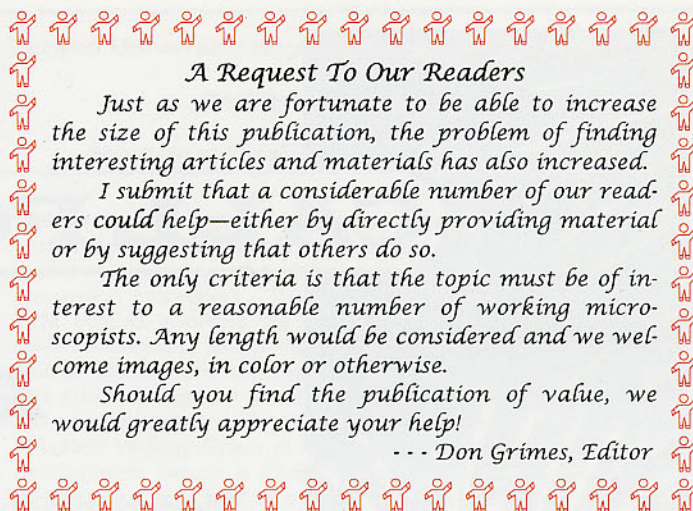 A Request To Our Readers
Just as we are fortunate to be able to increase
the size of this publication, the problem of finding
interesting articles and materials has also increased.
I submit that a considerable number of our read-
ers could help—either by directly providing material
or by suggesting that others do so.
The only criteria is that the topic must be of in-
terest to a reasonable number of working micro-
scopists. Any length would be considered and we wel-
come images, in color or otherwise.
Should you find the publication of value, we
would greatly appreciate your help!
- - - Don Grimes, Editor